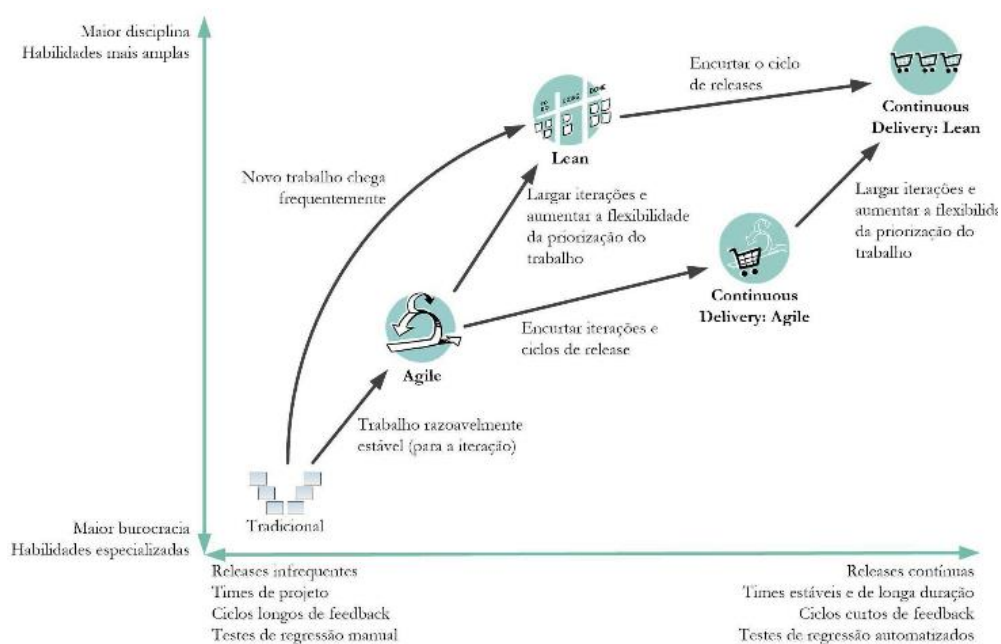 Maior disciplina
Habilidades mais amplas
Encurtar o ciclo
de releases
Continuous
Delivery: Lean
TO DO
DOING
DONE
Lean
Novo trabalho chega
frequentemente
Largar iterações e
aumentar a flexibilidade
da priorização do
trabalho
Largar iterações e
aumentar a flexibilida
da priorização do
trabalho
Continuous
Delivery: Agile
Encurtar iterações e
ciclos de release
Agile
Trabalho razoavelmente
estável (para a iteração)
Tradicional
Maior burocracia
Habilidades especializadas
Releases infrequentes
Times de projeto
Ciclos longos de feedback
Testes de regressão manual
Releases contínuas
Times estáveis e de longa duração
Ciclos curtos de feedback
Testes de regressão automatizados